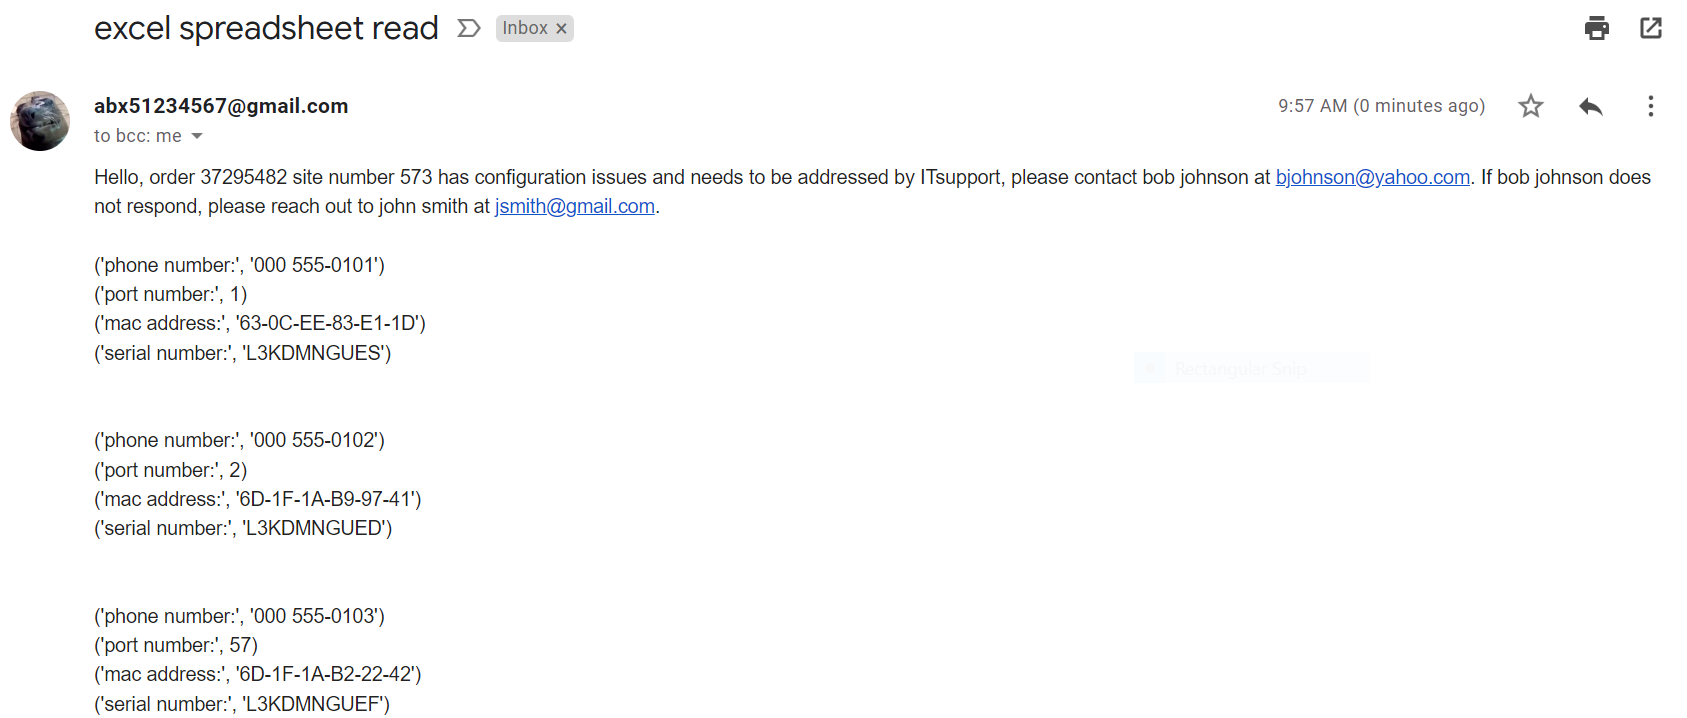 excel spreadsheet read Inbox ×
abx51234567@gmail.com 9:57 AM (0 minutes ago)
to bcc: me
Hello, order 37295482 site number 573 has configuration issues and needs to be addressed by ITsupport, please contact bob johnson at bjohnson@yahoo.com. If bob johnson does
not respond, please reach out to john smith at jsmith@gmail.com.
('phone number:', '000 555-0101')
('port number:', 1)
('mac address:', '63-0C-EE-83-E1-1D')
('serial number:', 'L3KDMNGUES')
Rectangular Snip
('phone number:', '000 555-0102')
('port number:', 2)
('mac address:', '6D-1F-1A-B9-97-41')
('serial number:', 'L3KDMNGUED')
('phone number:', '000 555-0103')
('port number:', 57)
('mac address:', '6D-1F-1A-B2-22-42')
('serial number:', 'L3KDMNGUEF')